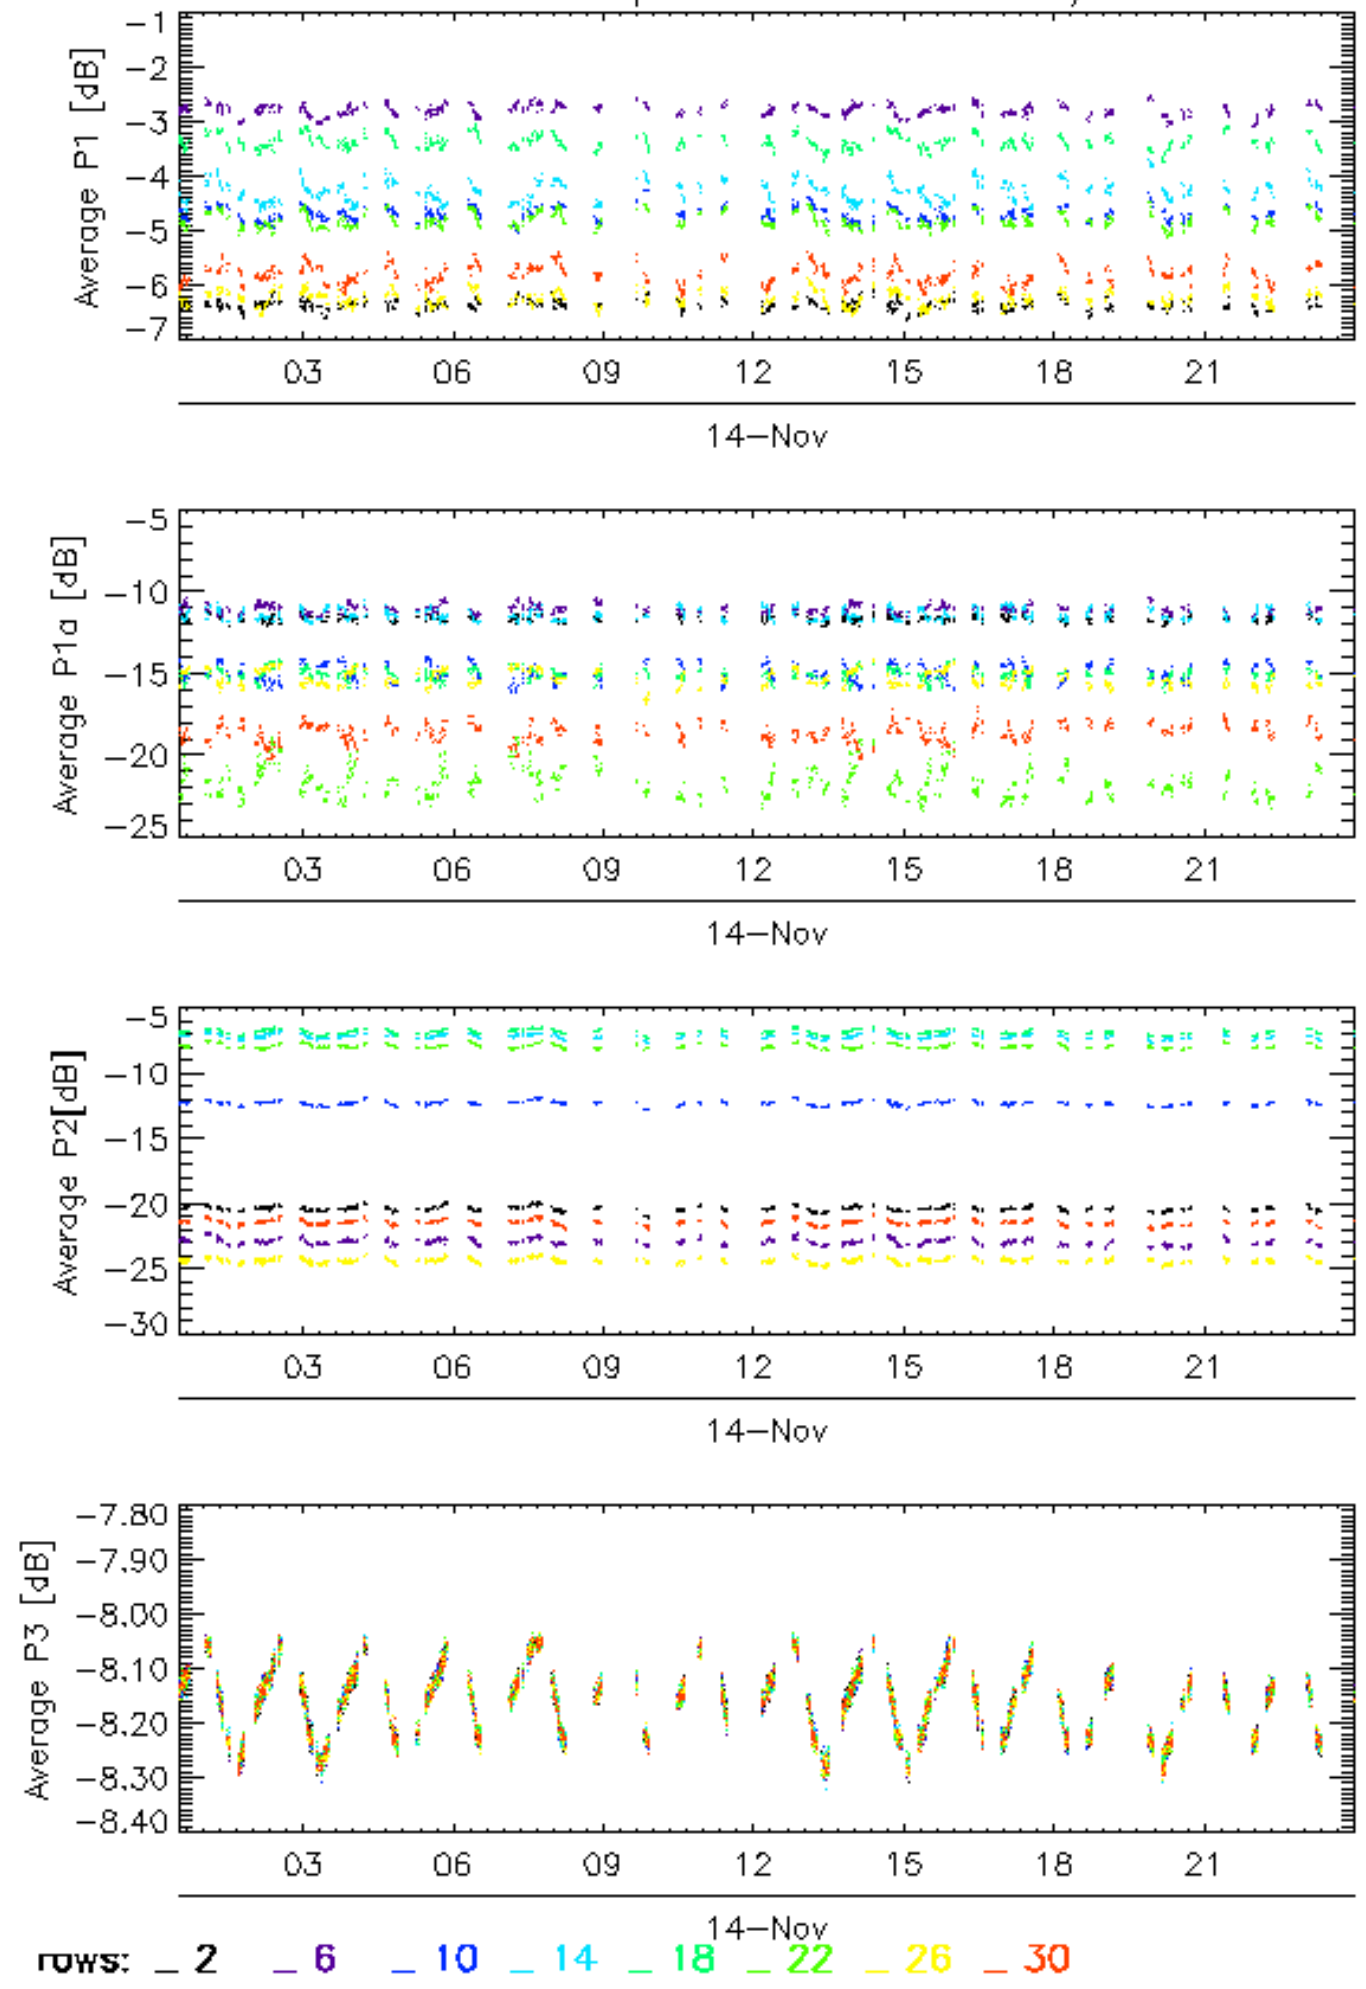 Average P1 [dB]
−1
−2
−3
−4
−5
−6
−7
03 06 09 12 15 18 21
14−Nov
Average P1a [dB]
−5
−10
−15
−20
−25
03 06 09 12 15 18 21
14−Nov
Average P2[dB]
−5
−10
−15
−20
−25
−30
03 06 09 12 15 18 21
14−Nov
Average P3 [dB]
−7.80
−7.90
−8.00
−8.10
−8.20
−8.30
−8.40
03 06 09 12 15 18 21
14−Nov
rows: _ 2 _ 6 _ 10 _ 14 _ 18 _ 22 _ 26 _ 30